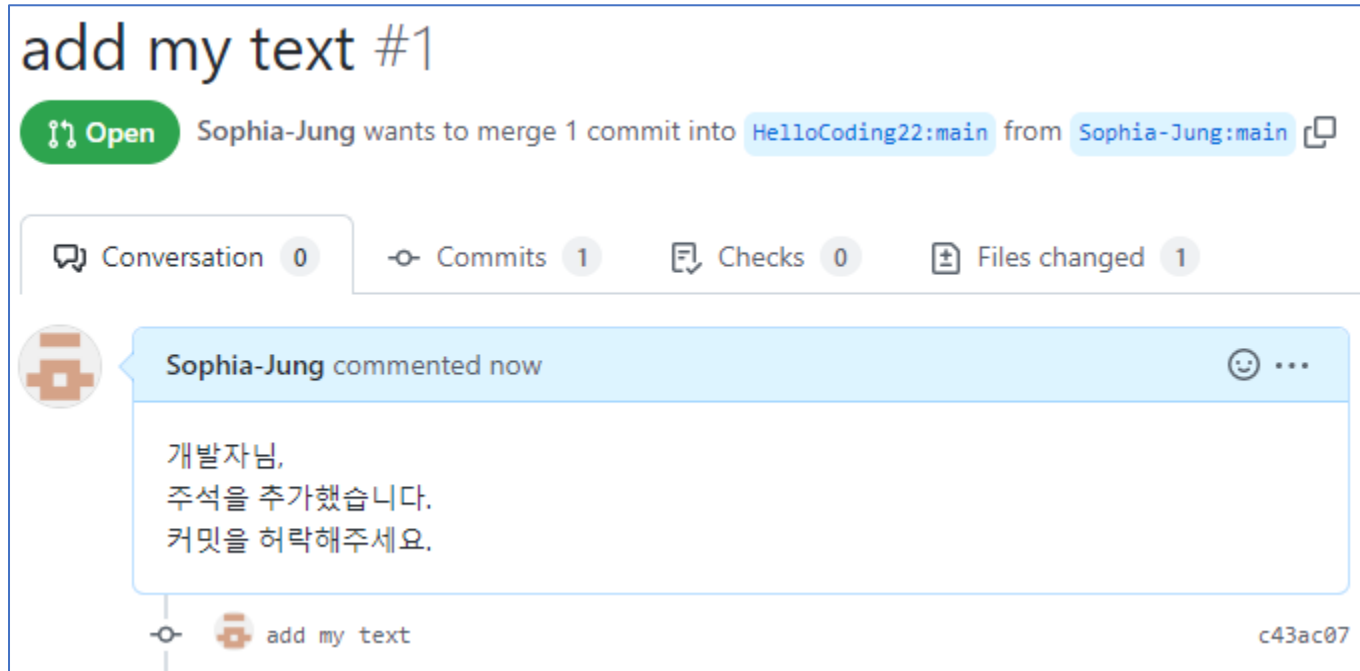 add my text #1
Open Sophia-Jung wants to merge 1 commit into HelloCoding22:main from Sophia-Jung:main
Conversation 0 Commits 1 Checks 0 Files changed 1
Sophia-Jung commented now
개발자님,
주석을 추가했습니다.
커밋을 허락해주세요.
add my text c43ac07